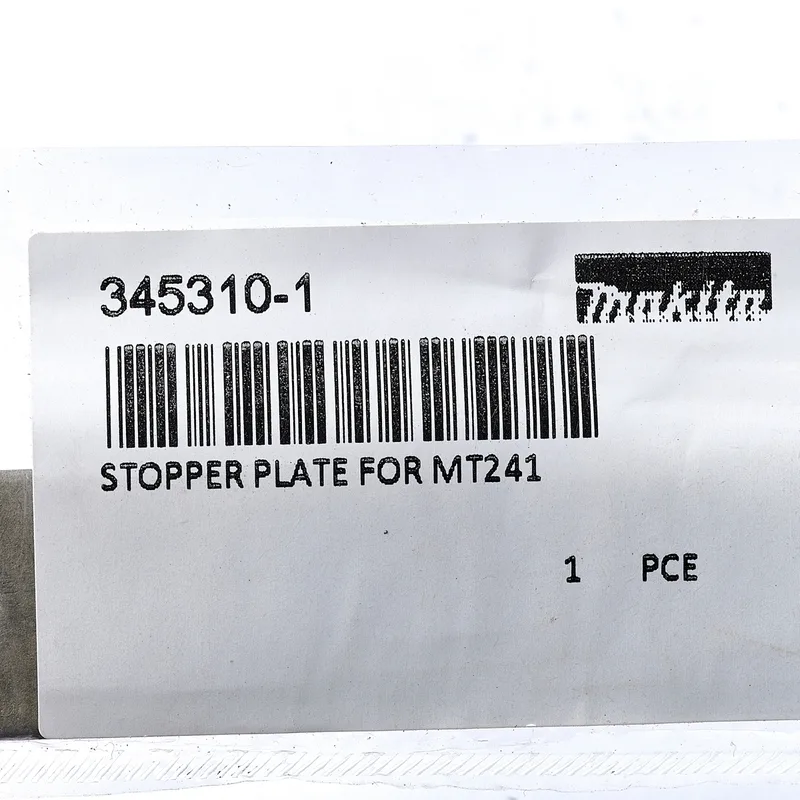 345310-1
makita
STOPPER PLATE FOR MT241
1 PCE